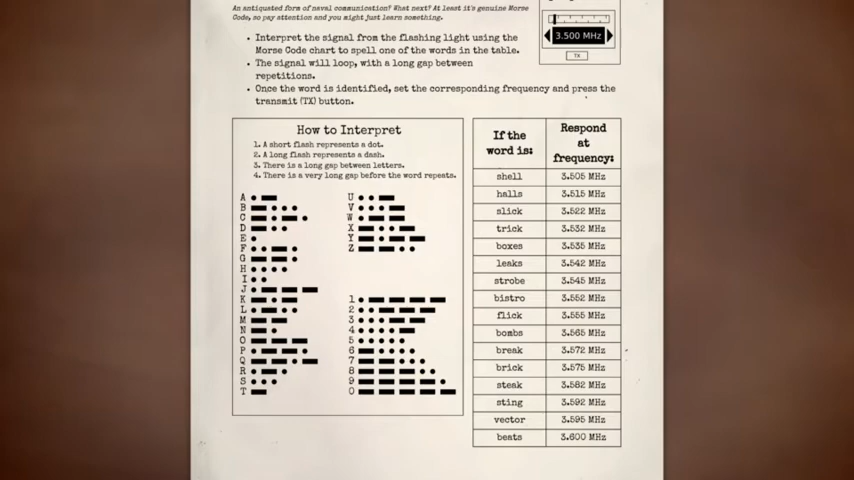 An antiquated form of naval communication? What next? At least it's genuine Morse
Code, so pay attention and you might just learn something.
3.500 MHz
TX
• Interpret the signal from the flashing light using the
Morse Code chart to spell one of the words in the table.
• The signal will loop, with a long gap between
repetitions.
• Once the word is identified, set the corresponding frequency and press the
transmit (TX) button.
How to Interpret
1. A short flash represents a dot.
2. A long flash represents a dash.
3. There is a long gap between letters.
4. There is a very long gap before the word repeats.
A
B
C
D
E
F
G
H
I
J
K
L
M
N
O
P
Q
R
S
T
U
V
W
X
Y
Z
1
2
3
4
5
6
7
8
9
0
If the word is: Respond at frequency:
shell 3.505 MHz
halls 3.515 MHz
slick 3.522 MHz
trick 3.532 MHz
boxes 3.535 MHz
leaks 3.542 MHz
strobe 3.545 MHz
bistro 3.552 MHz
flick 3.555 MHz
bombs 3.565 MHz
break 3.572 MHz
brick 3.575 MHz
steak 3.582 MHz
sting 3.592 MHz
vector 3.595 MHz
beats 3.600 MHz